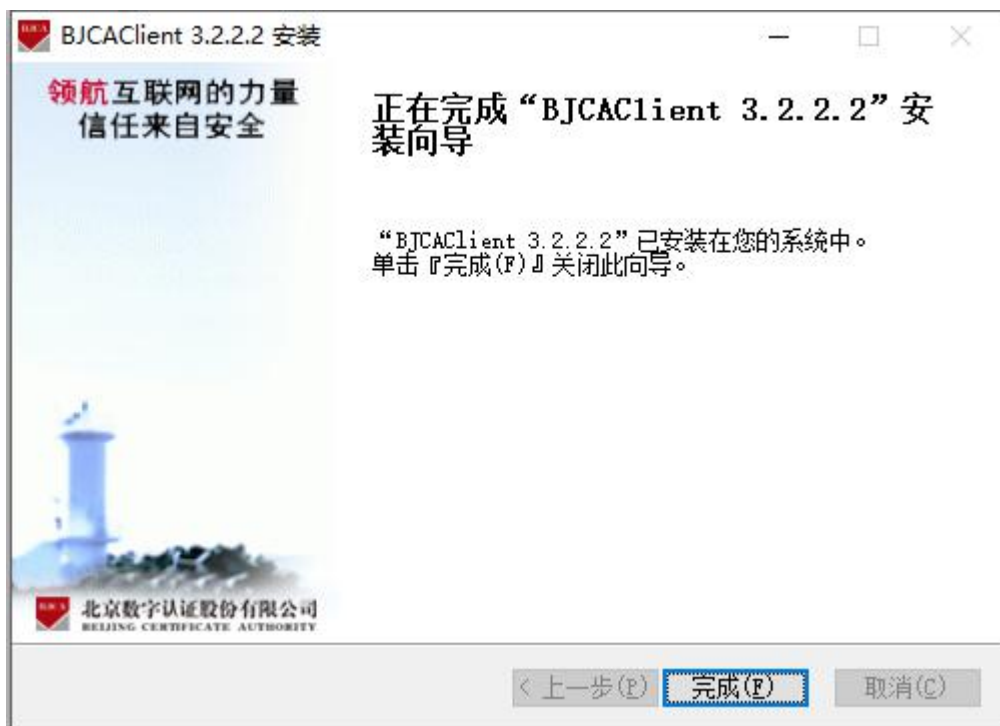 BJCA
BJCAClient 3.2.2.2 安装
领航互联网的力量
信任来自安全
正在完成“BJCAClient 3.2.2.2”安
装向导
“BJCAClient 3.2.2.2”已安装在您的系统中。
单击『完成(F)』关闭此向导。
BJCA
北京数字认证股份有限公司
BEIJING CERTIFICATE AUTHORITY
< 上一步(P)
完成(F)
取消(C)